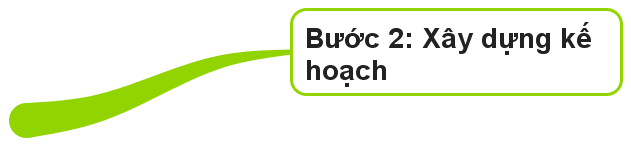 Bước 2: Xây dựng kế
hoạch